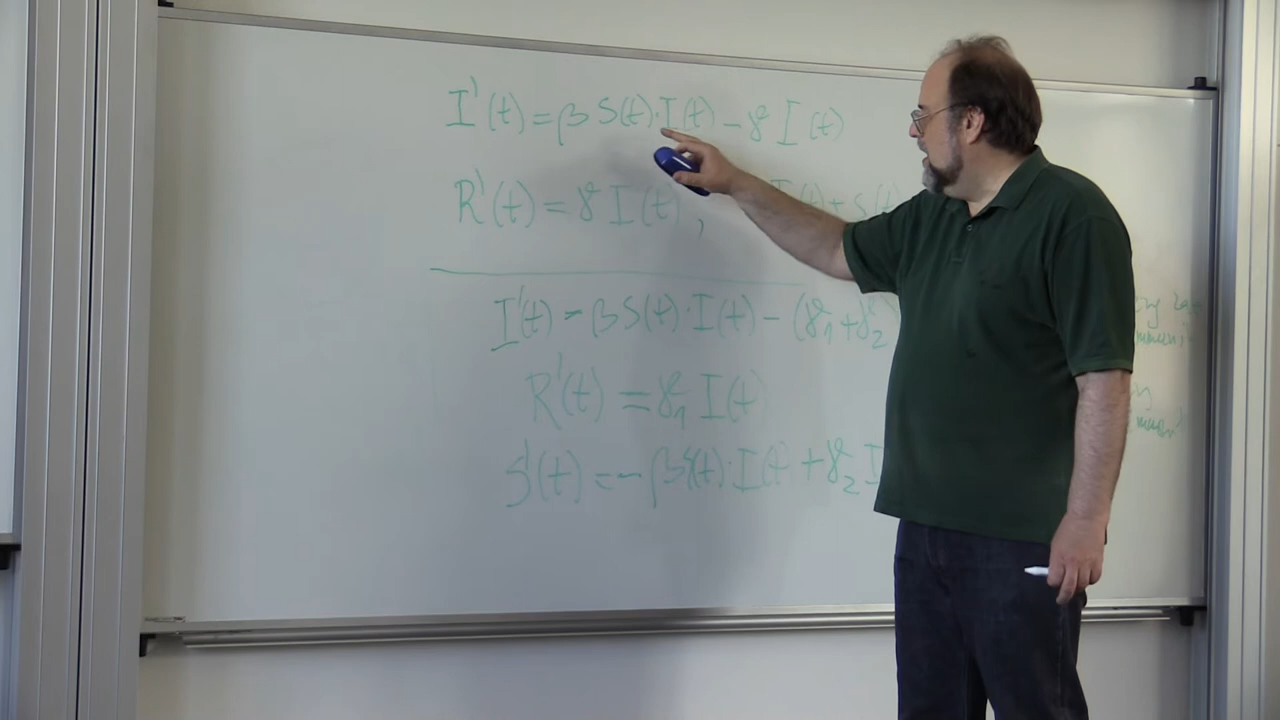 I'(t) = β S(t)·I(t) − γ I(t)
R'(t) = γ I(t), I(t) + S(t)
I'(t) = β S(t)·I(t) − (γ₁ + γ₂
R'(t) = γ₁ I(t)
S'(t) = − β S(t)·I(t) + γ₂ I